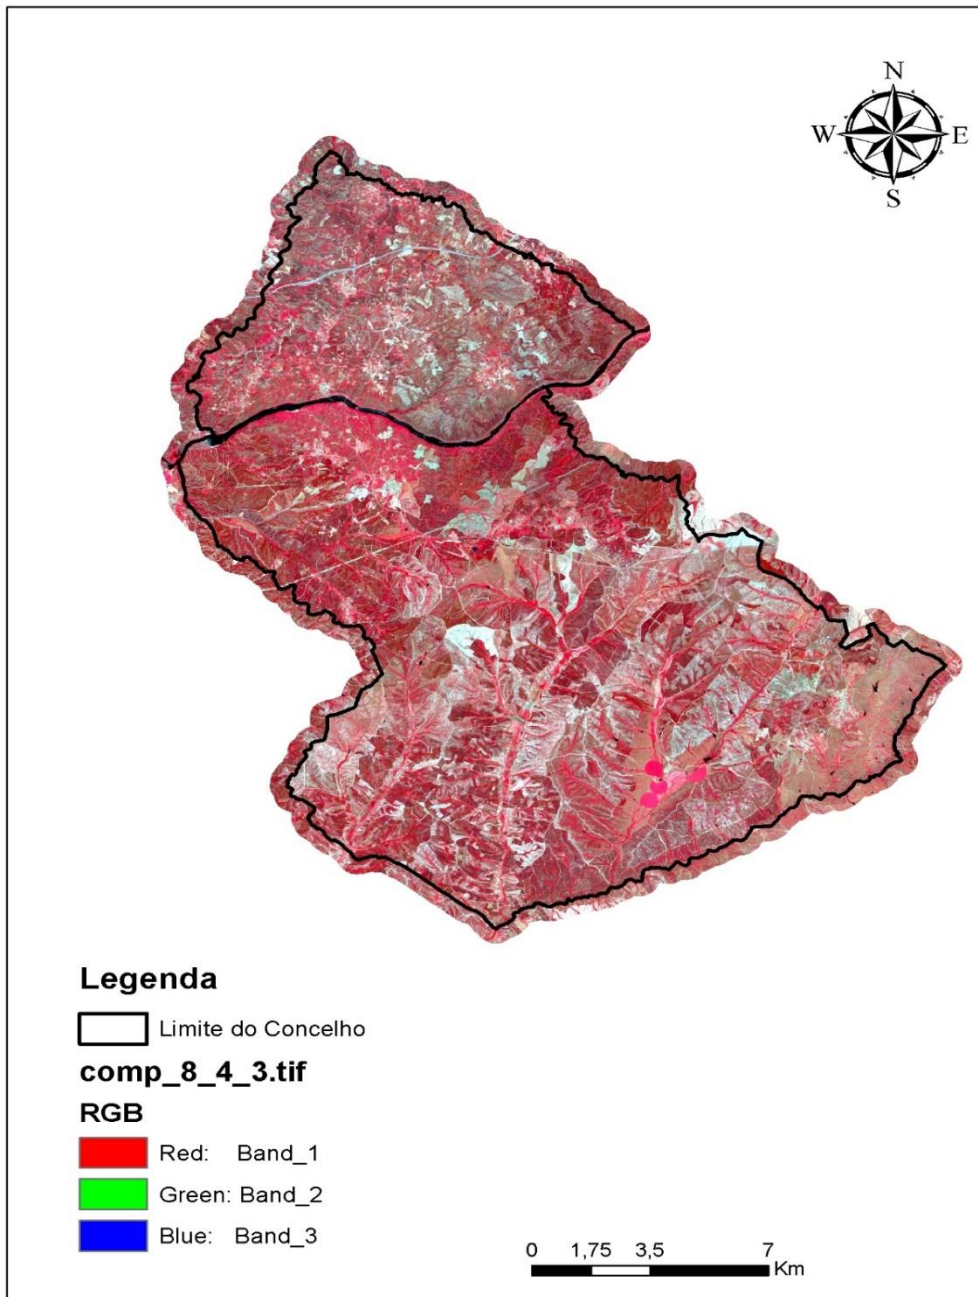 N
W E
S
Legenda
Limite do Concelho
comp_8_4_3.tif
RGB
Red: Band_1
Green: Band_2
Blue: Band_3
0 1,75 3,5 7
Km